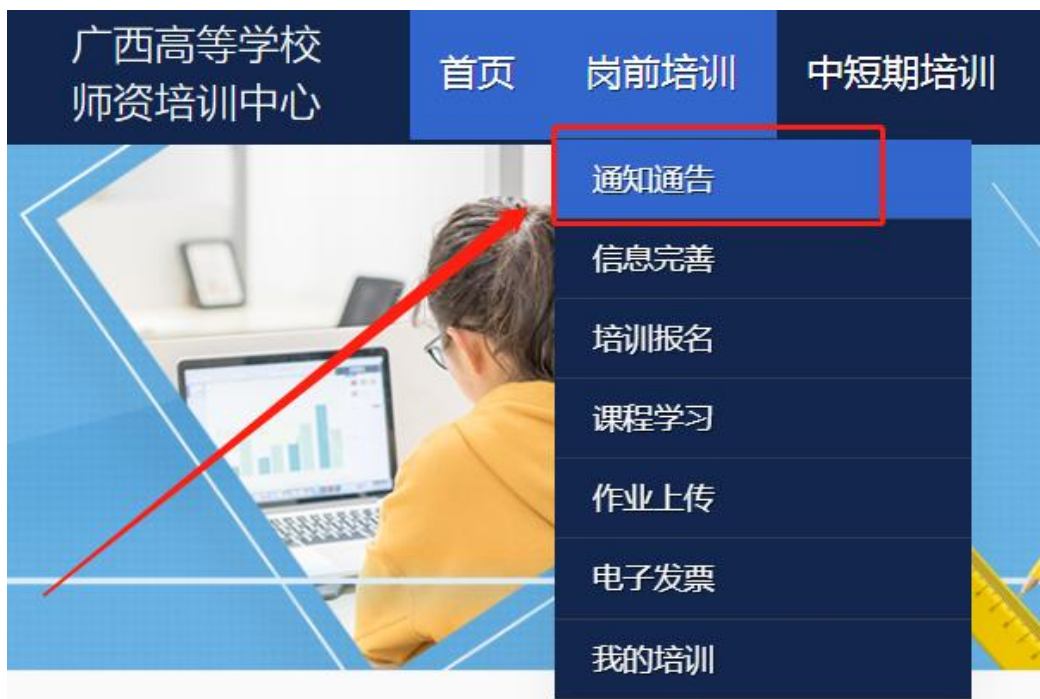 广西高等学校
师资培训中心
首页
岗前培训
中短期培训
通知通告
信息完善
培训报名
课程学习
作业上传
电子发票
我的培训